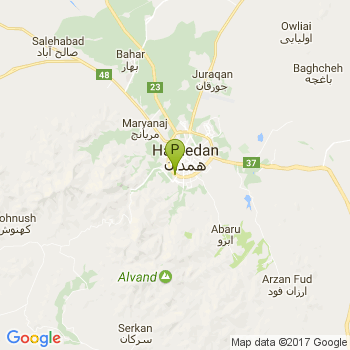 Owliai
اولیایی
Salehabad
صالح آباد
Bahar
بهار
Baghcheh
باغچه
Juraqan
جورقان
48
23
Maryanaj
مریانج
P
Hamedan
همدان
37
ohnush
کهنوش
Abaru
ابرو
Alvand
Arzan Fud
ارزان فود
Serkan
سرکان
Google
Map data ©2017 Google